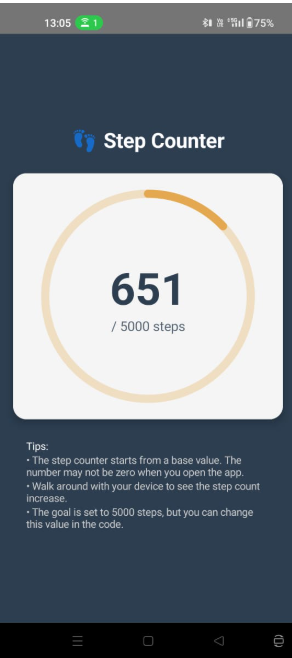 13:05 1 75%
Step Counter
651
/ 5000 steps
Tips:
• The step counter starts from a base value. The
number may not be zero when you open the app.
• Walk around with your device to see the step count
increase.
• The goal is set to 5000 steps, but you can change
this value in the code.